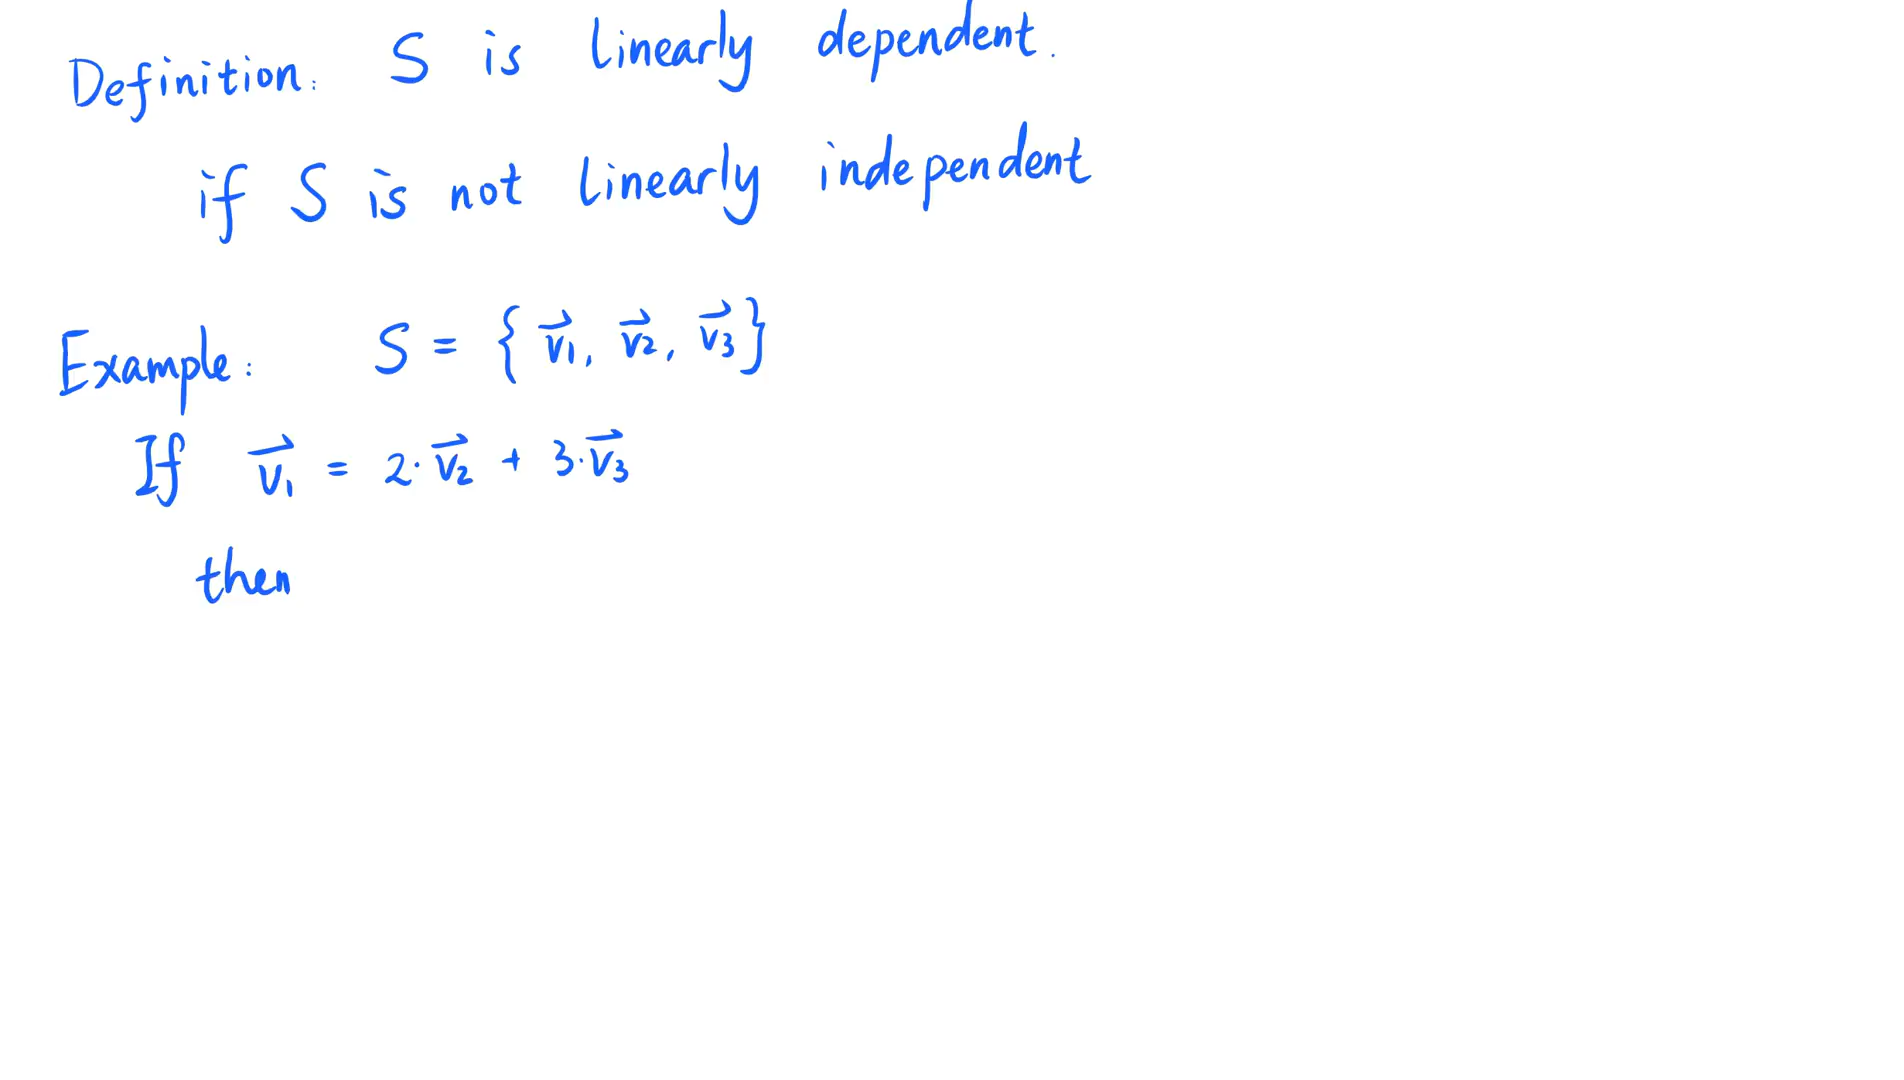 Definition: S is linearly dependent.
if S is not linearly independent
Example: S = { v⃗1, v⃗2, v⃗3 }
If v⃗1 = 2·v⃗2 + 3·v⃗3
then